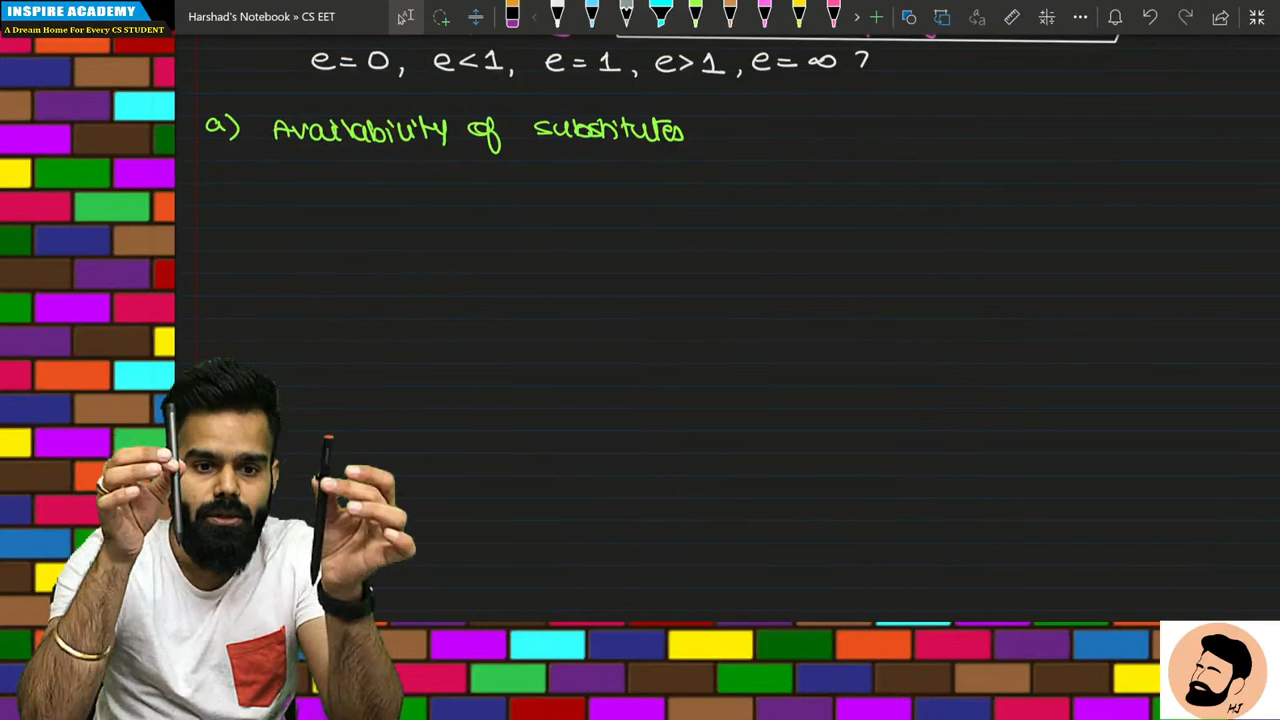 INSPIRE ACADEMY
A Dream Home For Every CS STUDENT
Harshad's Notebook » CS EET
e = 0, e < 1, e = 1, e > 1, e = ∞ ?
a) Availability of substitutes
HJ